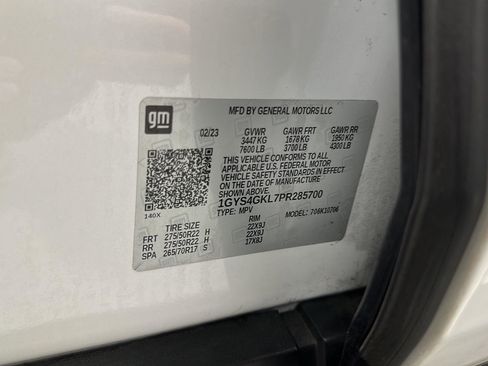 gm
MFD BY GENERAL MOTORS LLC
02/23 GVWR GAWR FRT GAWR RR
3447 KG 1678 KG 1950 KG
7600 LB 3700 LB 4300 LB
THIS VEHICLE CONFORMS TO ALL
APPLICABLE U.S. FEDERAL MOTOR
VEHICLE SAFETY STANDARDS IN EFFECT
ON THE DATE OF MANUFACTURE.
1GYS4GKL7PR285700
140X TYPE: MPV MODEL: 706K10706
TIRE SIZE RIM
FRT 275/50R22 H 22X9J
RR 275/50R22 H 22X9J
SPA 265/70R17 S 17X8J